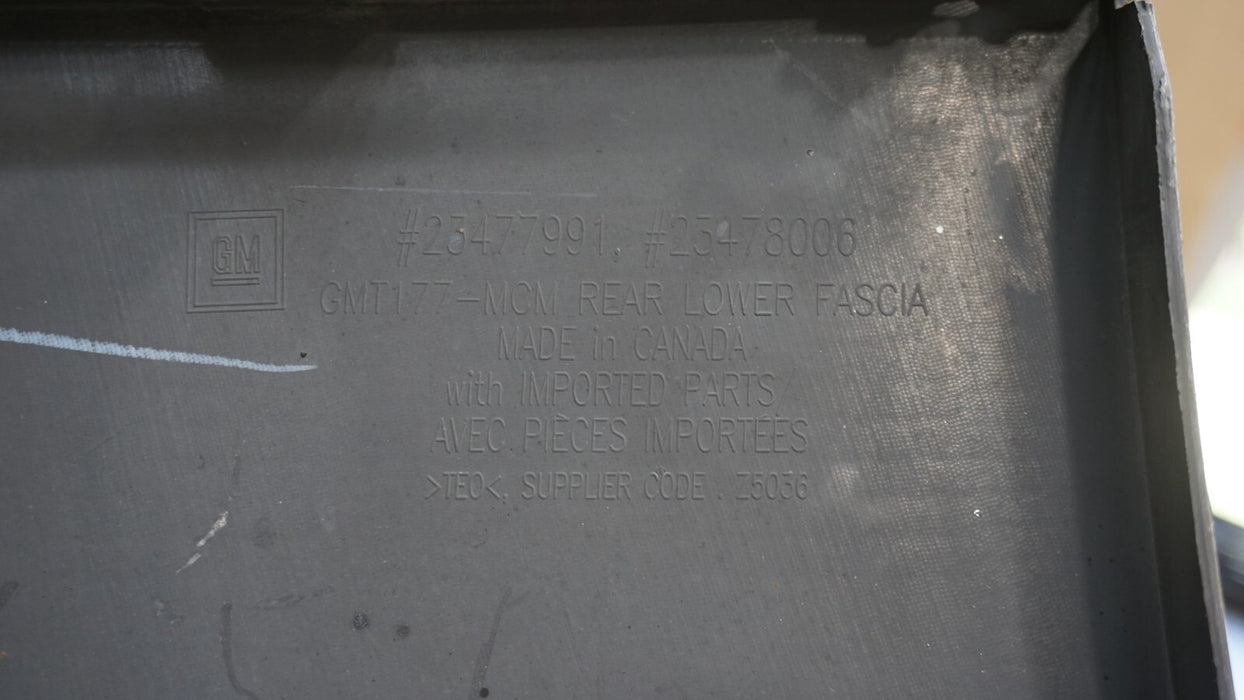 GM
#23477991, #23478006
GMT177-MCM REAR LOWER FASCIA
MADE in CANADA
with IMPORTED PARTS
AVEC PIÈCES IMPORTÉES
>TEO<, SUPPLIER CODE : Z5036